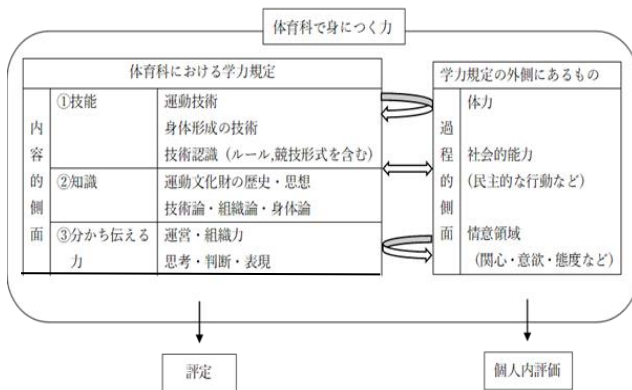 体育科で身につく力
体育科における学力規定
内容的側面
①技能
運動技術
身体形成の技術
技術認識（ルール,競技形式を含む）
②知識
運動文化財の歴史・思想
技術論・組織論・身体論
③分かち伝える
力
運営・組織力
思考・判断・表現
学力規定の外側にあるもの
過程的側面
体力
社会的能力
(民主的な行動など)
情意領域
（関心・意欲・態度など）
評定
個人内評価